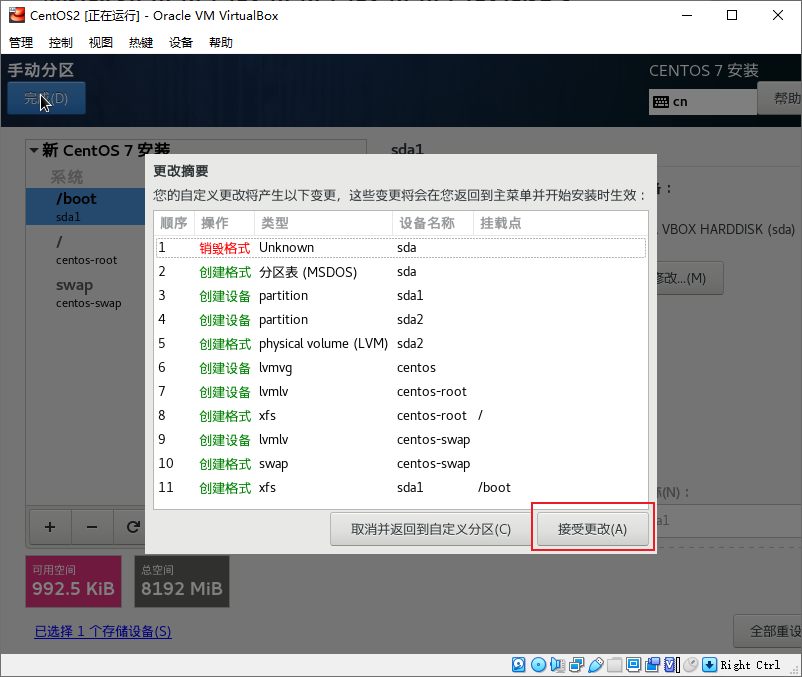 CentOS2 [正在运行] - Oracle VM VirtualBox
管理 控制 视图 热键 设备 帮助
手动分区
CENTOS 7 安装
完成(D)
cn
帮助
新 CentOS 7 安装
sda1
系统
/boot
sda1
/
centos-root
swap
centos-swap
VBOX HARDDISK (sda)
修改...(M)
更改摘要
您的自定义更改将产生以下变更，这些变更将会在您返回到主菜单并开始安装时生效：
顺序 操作 类型 设备名称 挂载点
1 销毁格式 Unknown sda
2 创建格式 分区表 (MSDOS) sda
3 创建设备 partition sda1
4 创建设备 partition sda2
5 创建格式 physical volume (LVM) sda2
6 创建设备 lvmvg centos
7 创建设备 lvmlv centos-root
8 创建格式 xfs centos-root /
9 创建设备 lvmlv centos-swap
10 创建格式 swap centos-swap
11 创建格式 xfs sda1 /boot
取消并返回到自定义分区(C) 接受更改(A)
(N)：
+ −
可用空间
992.5 KiB
总空间
8192 MiB
已选择 1 个存储设备(S)
全部重设
Right Ctrl